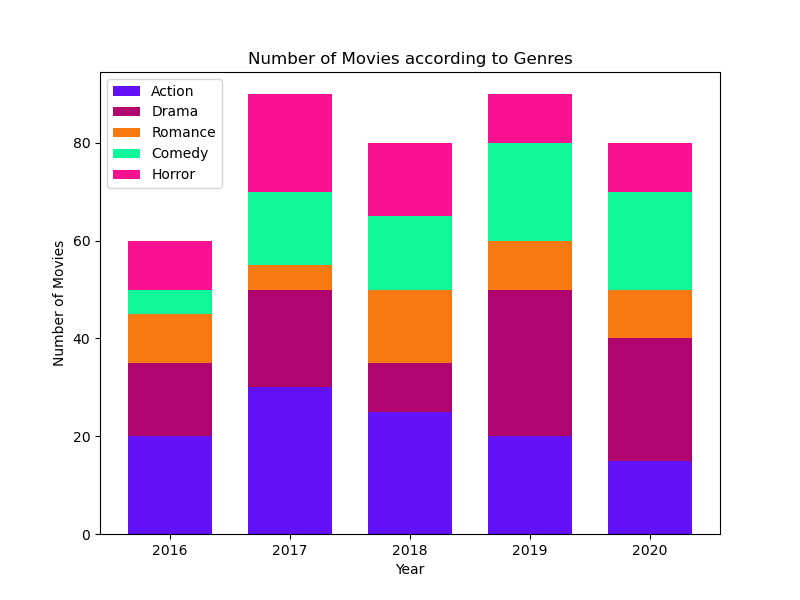 Number of Movies according to Genres
Action
Drama
Romance
Comedy
Horror
80
60
40
20
0
Number of Movies
2016 2017 2018 2019 2020
Year